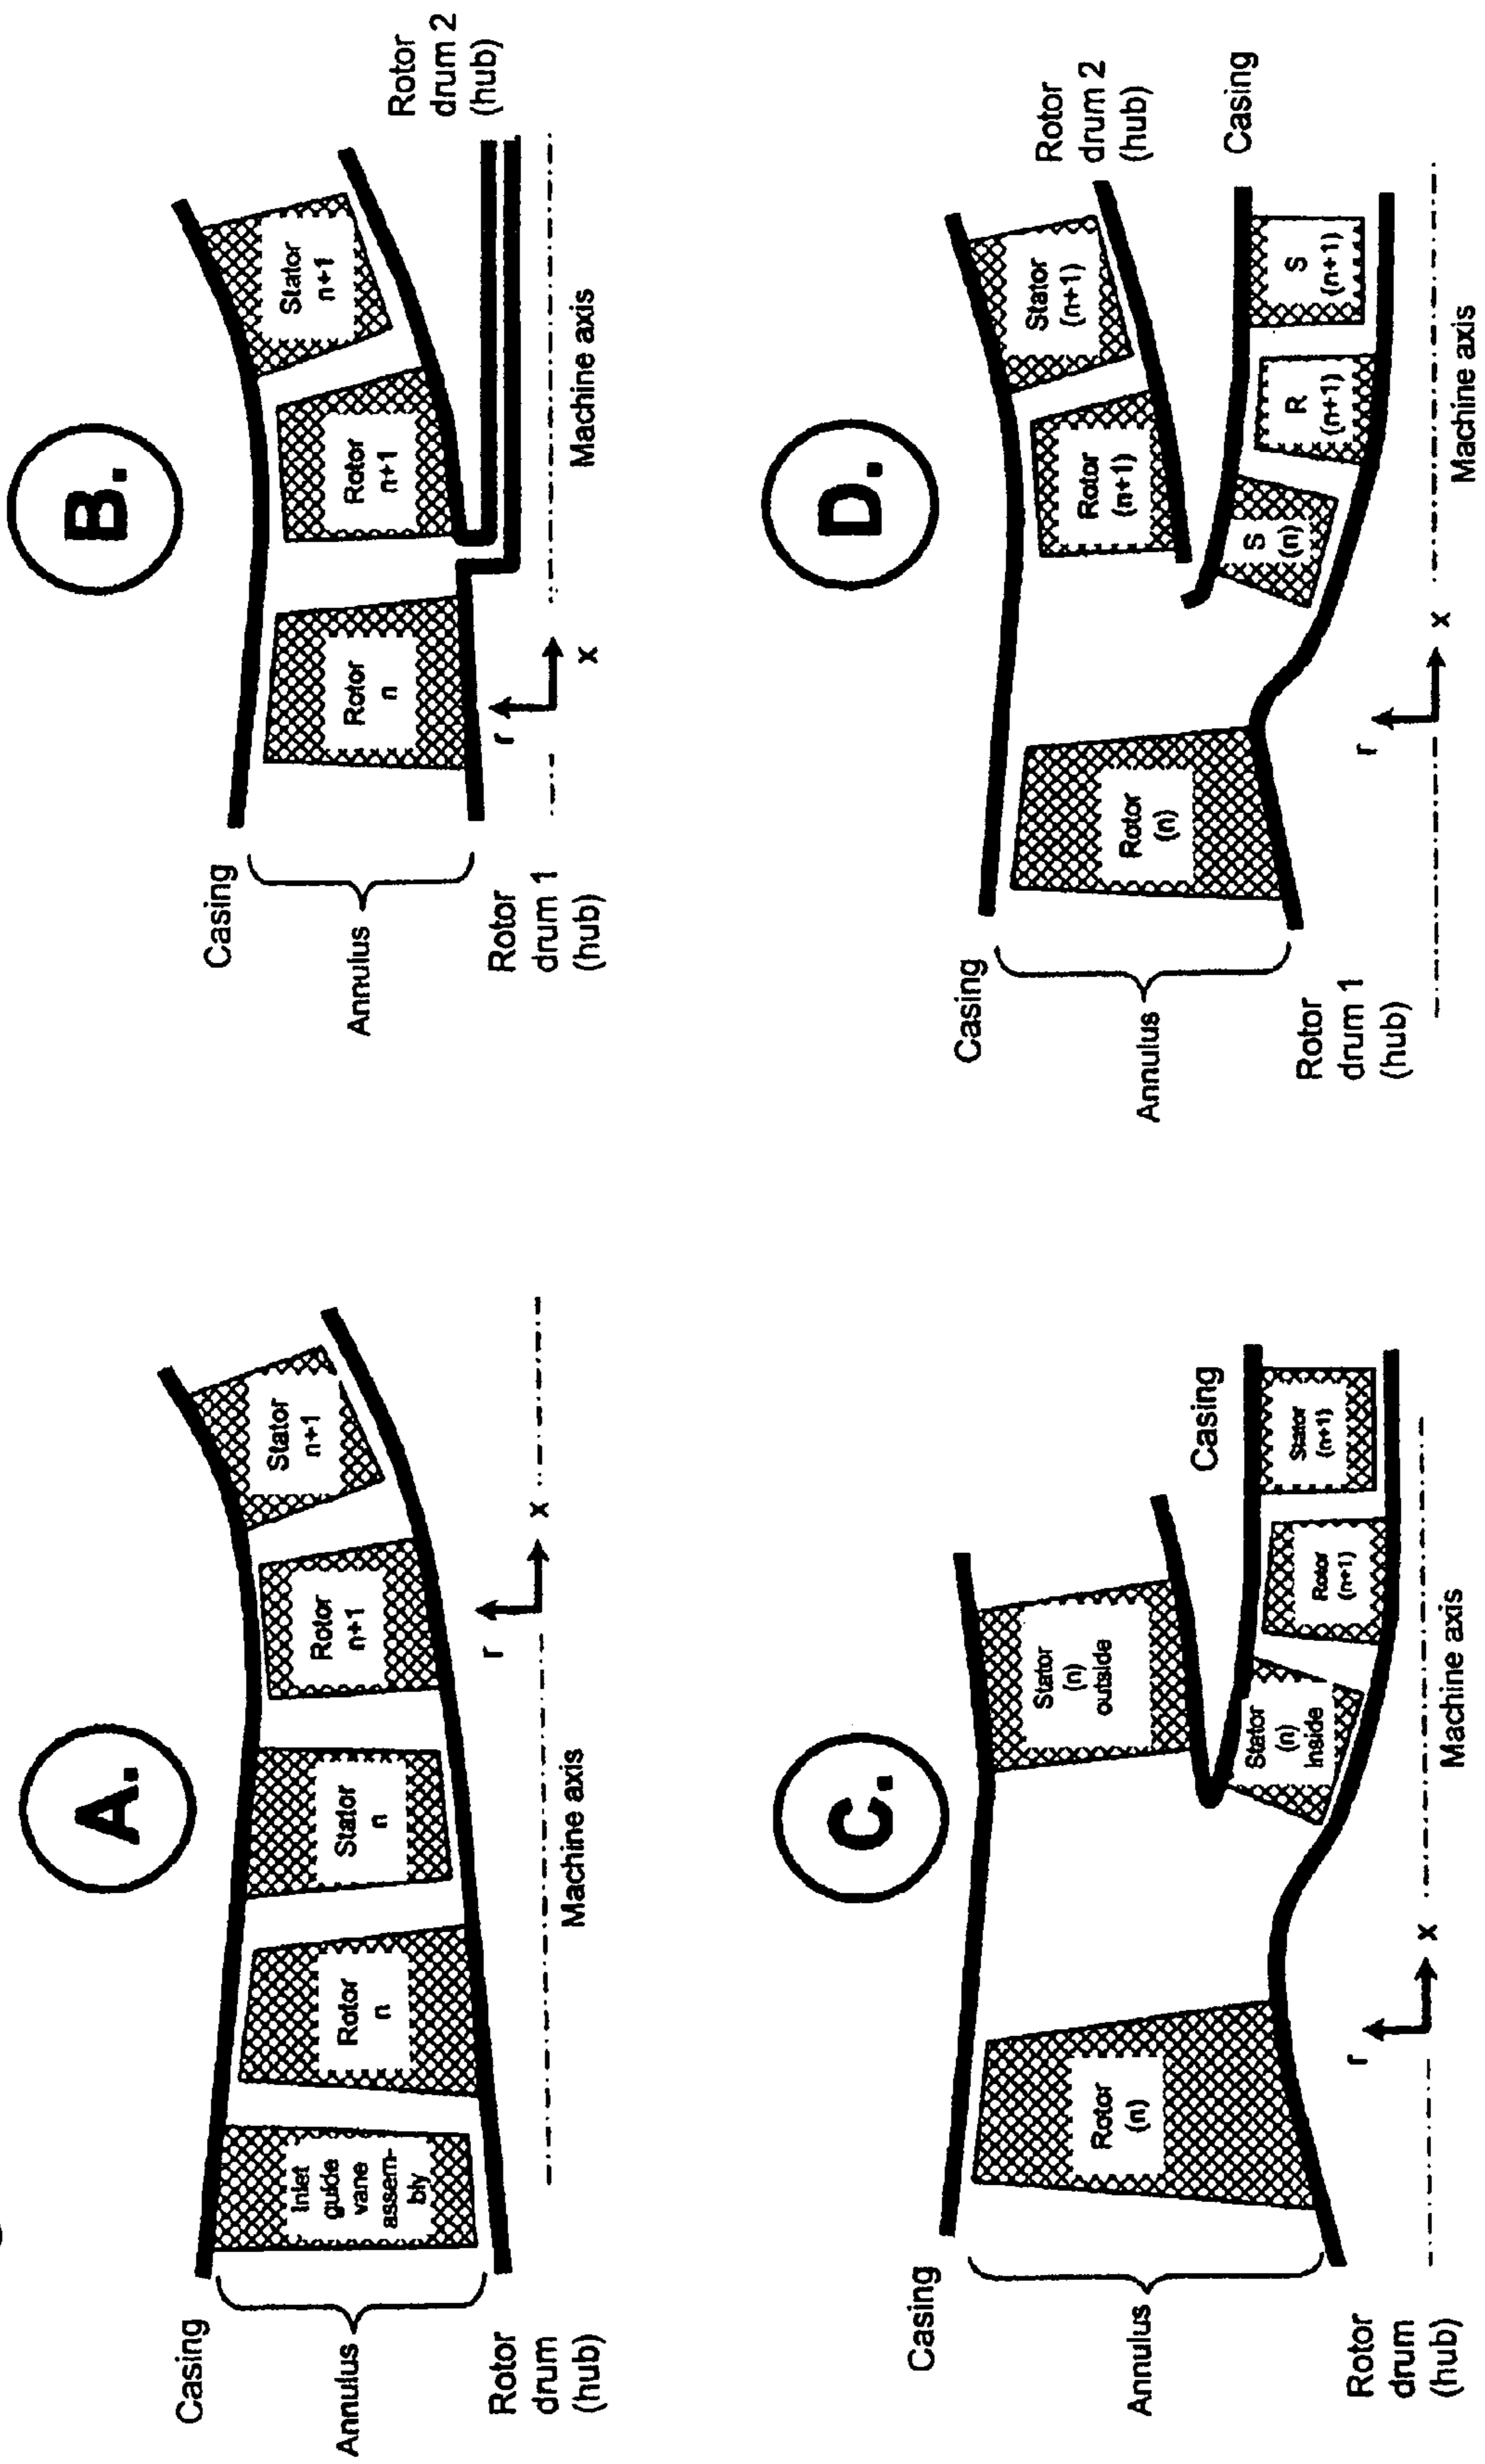 A.
Casing
Annulus
Rotor
drum
(hub)
Inlet
guide
vane
assem-
bly
Rotor
n
Stator
n
Rotor
n+1
Stator
n+1
r
x
Machine axis
B.
Casing
Annulus
Rotor
drum 1
(hub)
Rotor
n
Rotor
n+1
Stator
n+1
Rotor
drum 2
(hub)
r
x
Machine axis
C.
Casing
Annulus
Rotor
drum
(hub)
Rotor
(n)
Stator
(n)
outside
Stator
(n)
Inside
Rotor
(n+1)
Stator
(n+1)
Casing
r
x
Machine axis
D.
Casing
Annulus
Rotor
drum 1
(hub)
Rotor
(n)
Rotor
(n+1)
Stator
(n+1)
Rotor
drum 2
(hub)
S
(n)
R
(n+1)
S
(n+1)
Casing
r
x
Machine axis